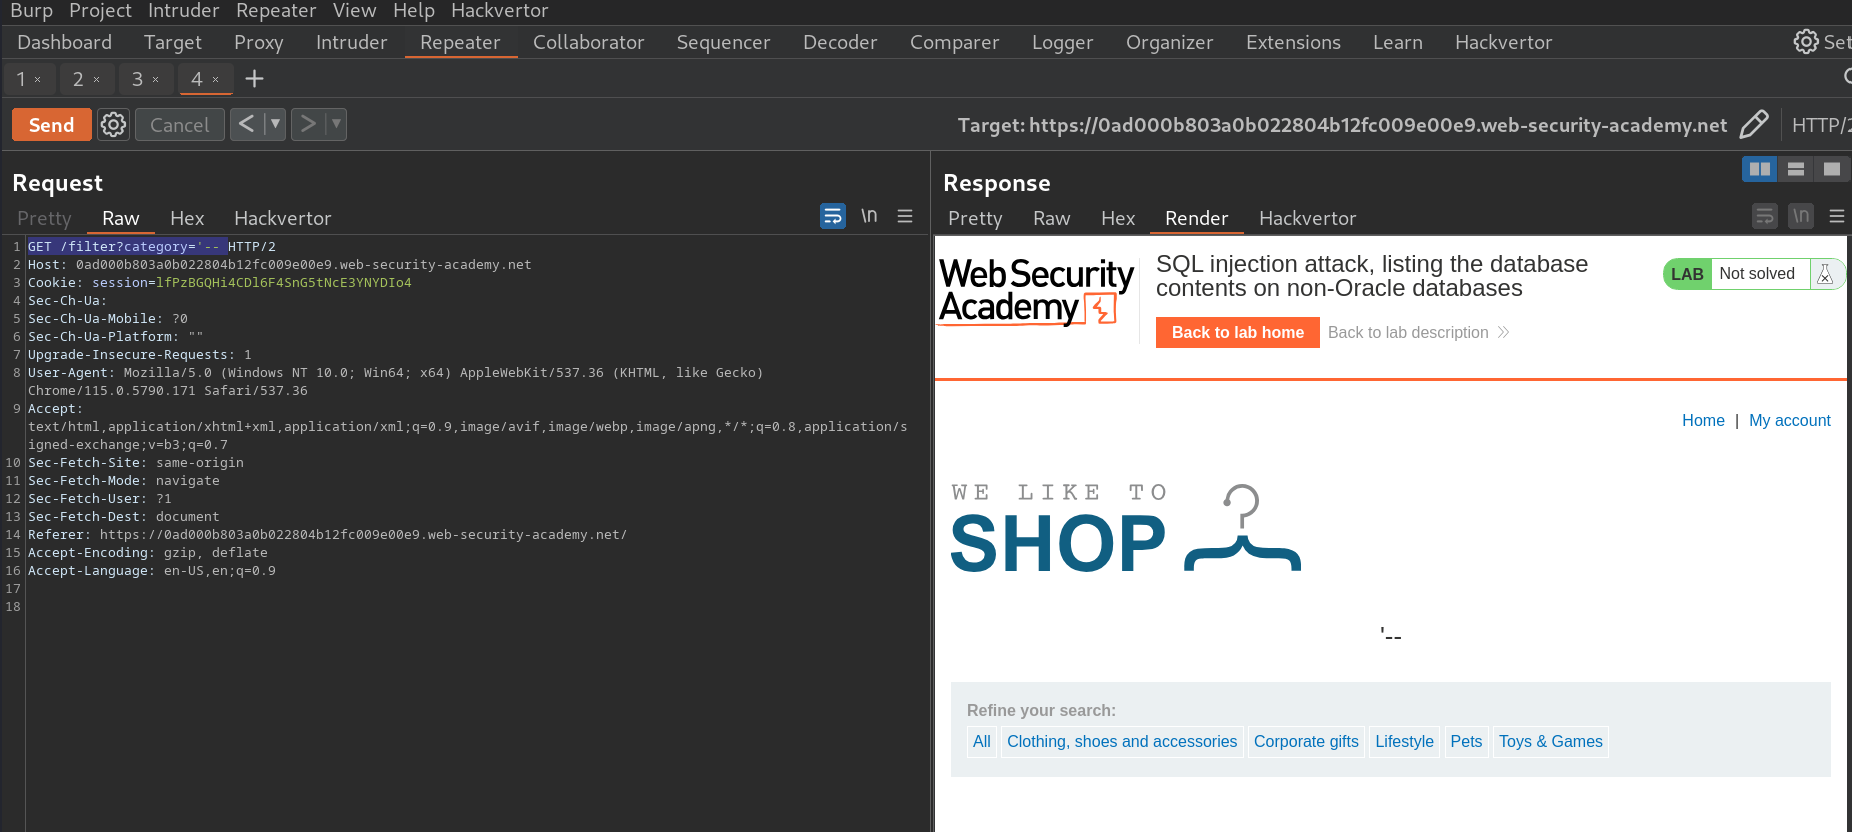 Burp Project Intruder Repeater View Help Hackvertor
Dashboard Target Proxy Intruder Repeater Collaborator Sequencer Decoder Comparer Logger Organizer Extensions Learn Hackvertor Set
1 × 2 × 3 × 4 × +
Send Cancel < ▼ > ▼ Target: https://0ad000b803a0b022804b12fc009e00e9.web-security-academy.net HTTP/2
Request
Pretty Raw Hex Hackvertor \n
1 GET /filter?category='-- HTTP/2
2 Host: 0ad000b803a0b022804b12fc009e00e9.web-security-academy.net
3 Cookie: session=lfPzBGQHi4CDl6F4SnG5tNcE3YNYDIo4
4 Sec-Ch-Ua:
5 Sec-Ch-Ua-Mobile: ?0
6 Sec-Ch-Ua-Platform: ""
7 Upgrade-Insecure-Requests: 1
8 User-Agent: Mozilla/5.0 (Windows NT 10.0; Win64; x64) AppleWebKit/537.36 (KHTML, like Gecko)
Chrome/115.0.5790.171 Safari/537.36
9 Accept:
text/html,application/xhtml+xml,application/xml;q=0.9,image/avif,image/webp,image/apng,*/*;q=0.8,application/s
igned-exchange;v=b3;q=0.7
10 Sec-Fetch-Site: same-origin
11 Sec-Fetch-Mode: navigate
12 Sec-Fetch-User: ?1
13 Sec-Fetch-Dest: document
14 Referer: https://0ad000b803a0b022804b12fc009e00e9.web-security-academy.net/
15 Accept-Encoding: gzip, deflate
16 Accept-Language: en-US,en;q=0.9
17
18
Response
Pretty Raw Hex Render Hackvertor \n
Web Security
Academy
SQL injection attack, listing the database
contents on non-Oracle databases
LAB Not solved
Back to lab home Back to lab description
Home | My account
WE LIKE TO
SHOP
'--
Refine your search:
All Clothing, shoes and accessories Corporate gifts Lifestyle Pets Toys & Games